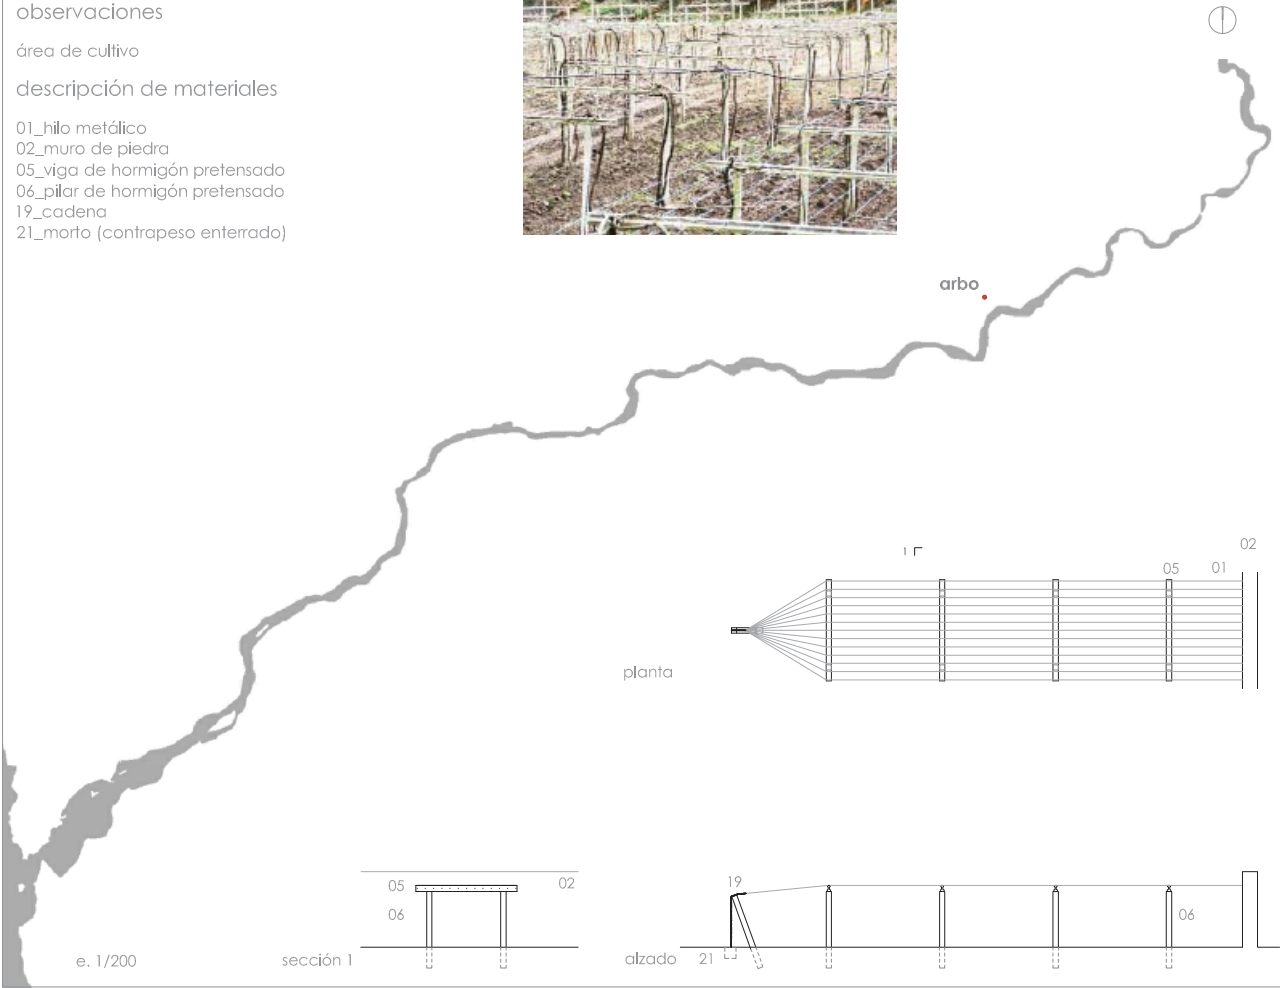 observaciones
área de cultivo
descripción de materiales
01_hilo metálico
02_muro de piedra
05_viga de hormigón pretensado
06_pilar de hormigón pretensado
19_cadena
21_morto (contrapeso enterrado)
arbo
1
02
05 01
planta
05 02
06
sección 1
e. 1/200
19
06
alzado 21